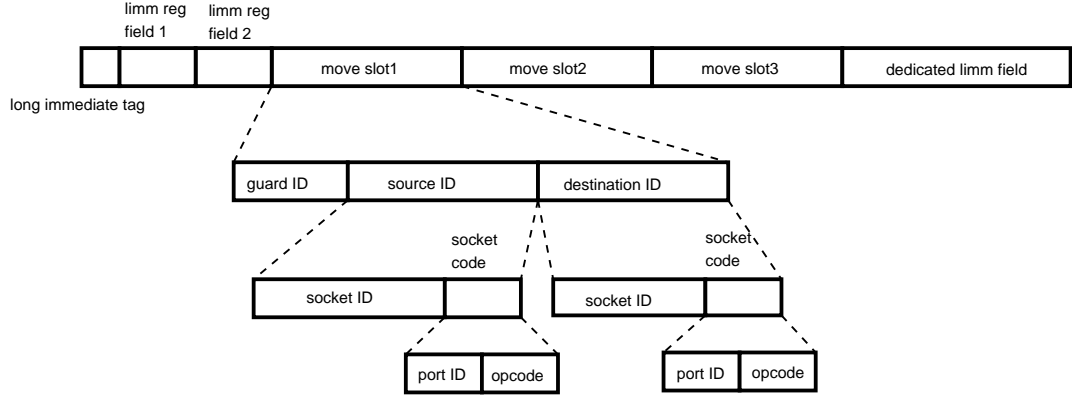 limm reg
field 1
limm reg
field 2
move slot1
move slot2
move slot3
dedicated limm field
long immediate tag
guard ID
source ID
destination ID
socket
code
socket
code
socket ID
socket ID
port ID
opcode
port ID
opcode